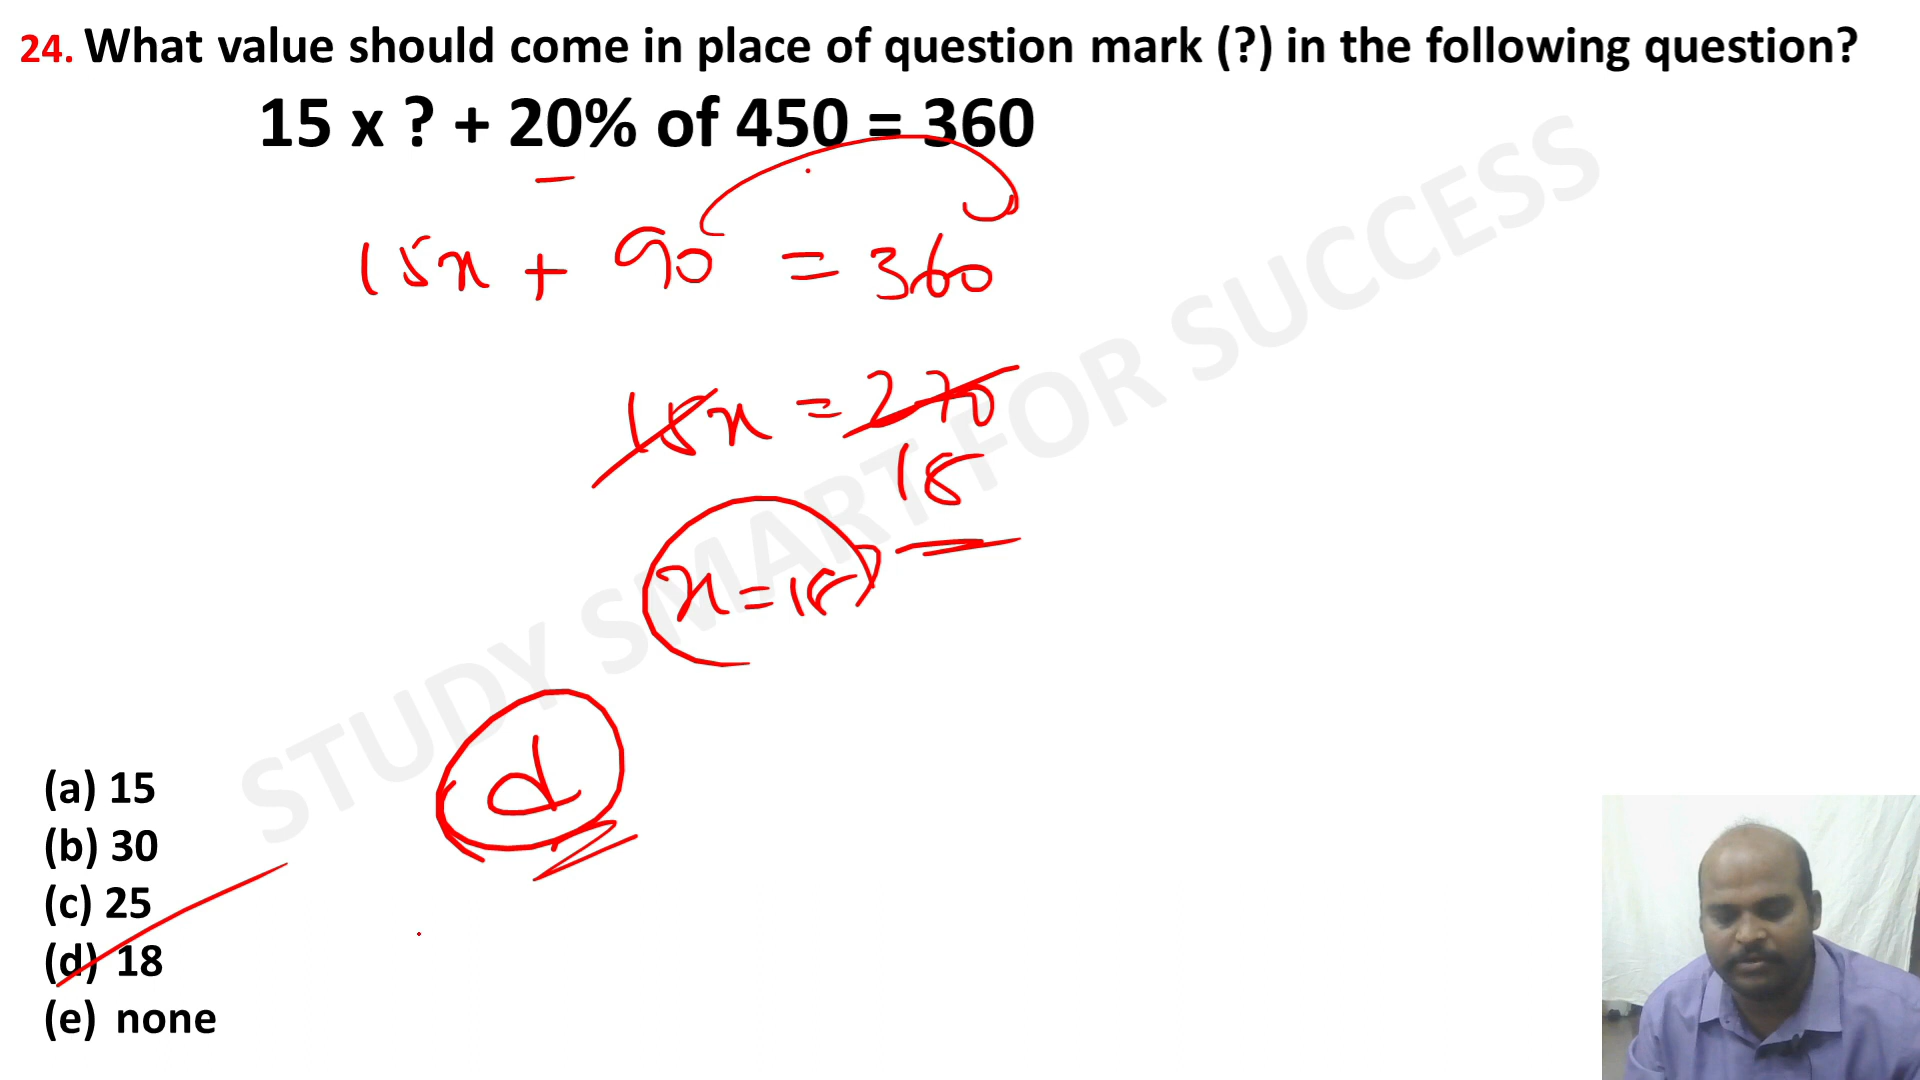 24. What value should come in place of question mark (?) in the following question?
15 x ? + 20% of 450 = 360
15x + 90 = 360
15x = 270
18
x = 18
d
(a) 15
(b) 30
(c) 25
(d) 18
(e) none
STUDY SMART FOR SUCCESS